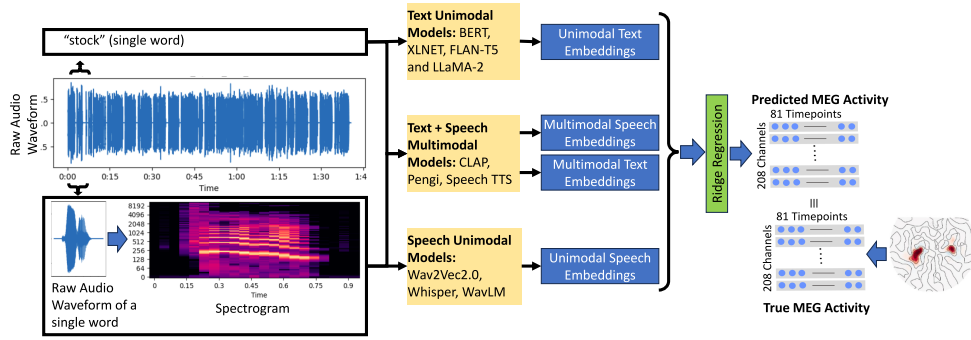 "stock" (single word)
Raw Audio
Waveform
.5
.0
.5
0:00
0:15
0:30
0:45
1:00
1:15
1:30
1:4
Time
8192
4096
2048
1024
512
256
128
64
0
0
0.15
0.3
0.45
0.6
0.75
0.9
Time
Raw Audio
Waveform of a
single word
Spectrogram
Text Unimodal
Models: BERT,
XLNET, FLAN-T5
and LLaMA-2
Text + Speech
Multimodal
Models: CLAP,
Pengi, Speech TTS
Speech Unimodal
Models:
Wav2Vec2.0,
Whisper, WavLM
Unimodal Text
Embeddings
Multimodal Speech
Embeddings
Multimodal Text
Embeddings
Unimodal Speech
Embeddings
Ridge Regression
Predicted MEG Activity
81 Timepoints
208 Channels
81 Timepoints
208 Channels
True MEG Activity